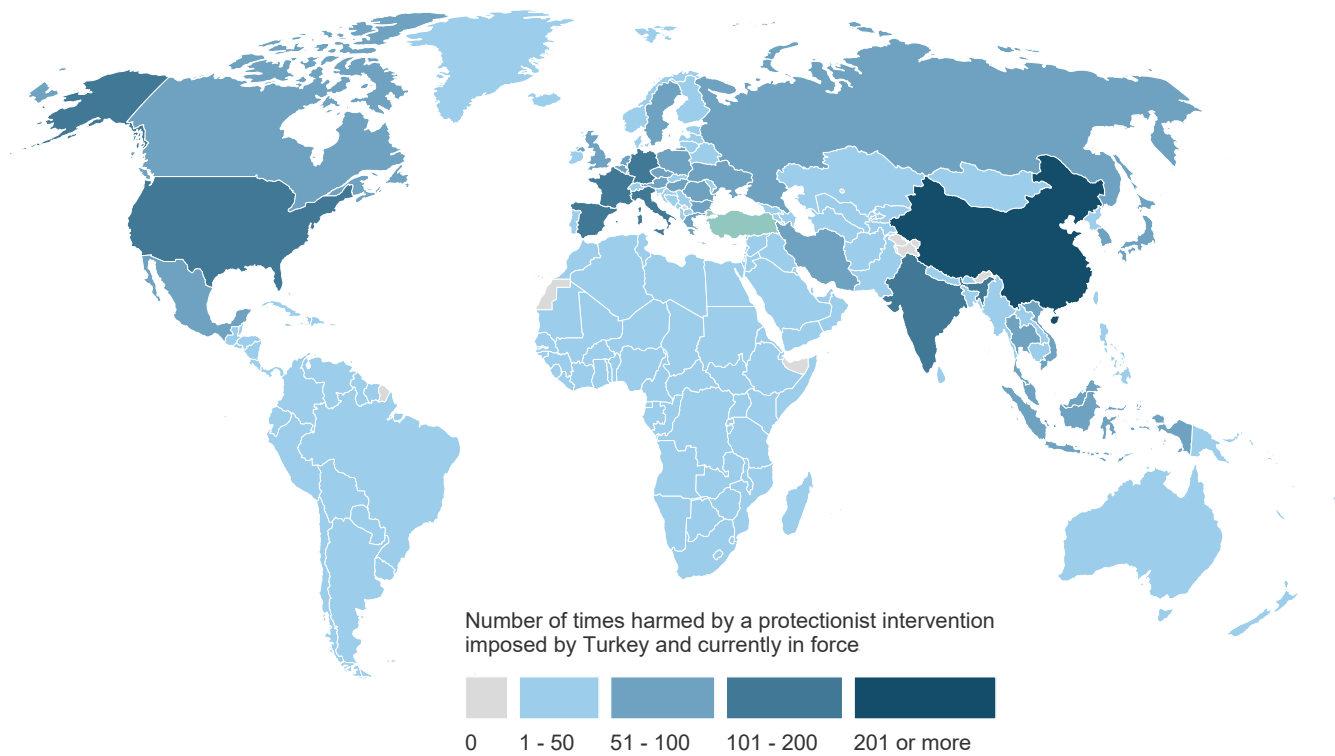 Number of times harmed by a protectionist intervention
imposed by Turkey and currently in force
0
1 - 50
51 - 100
101 - 200
201 or more